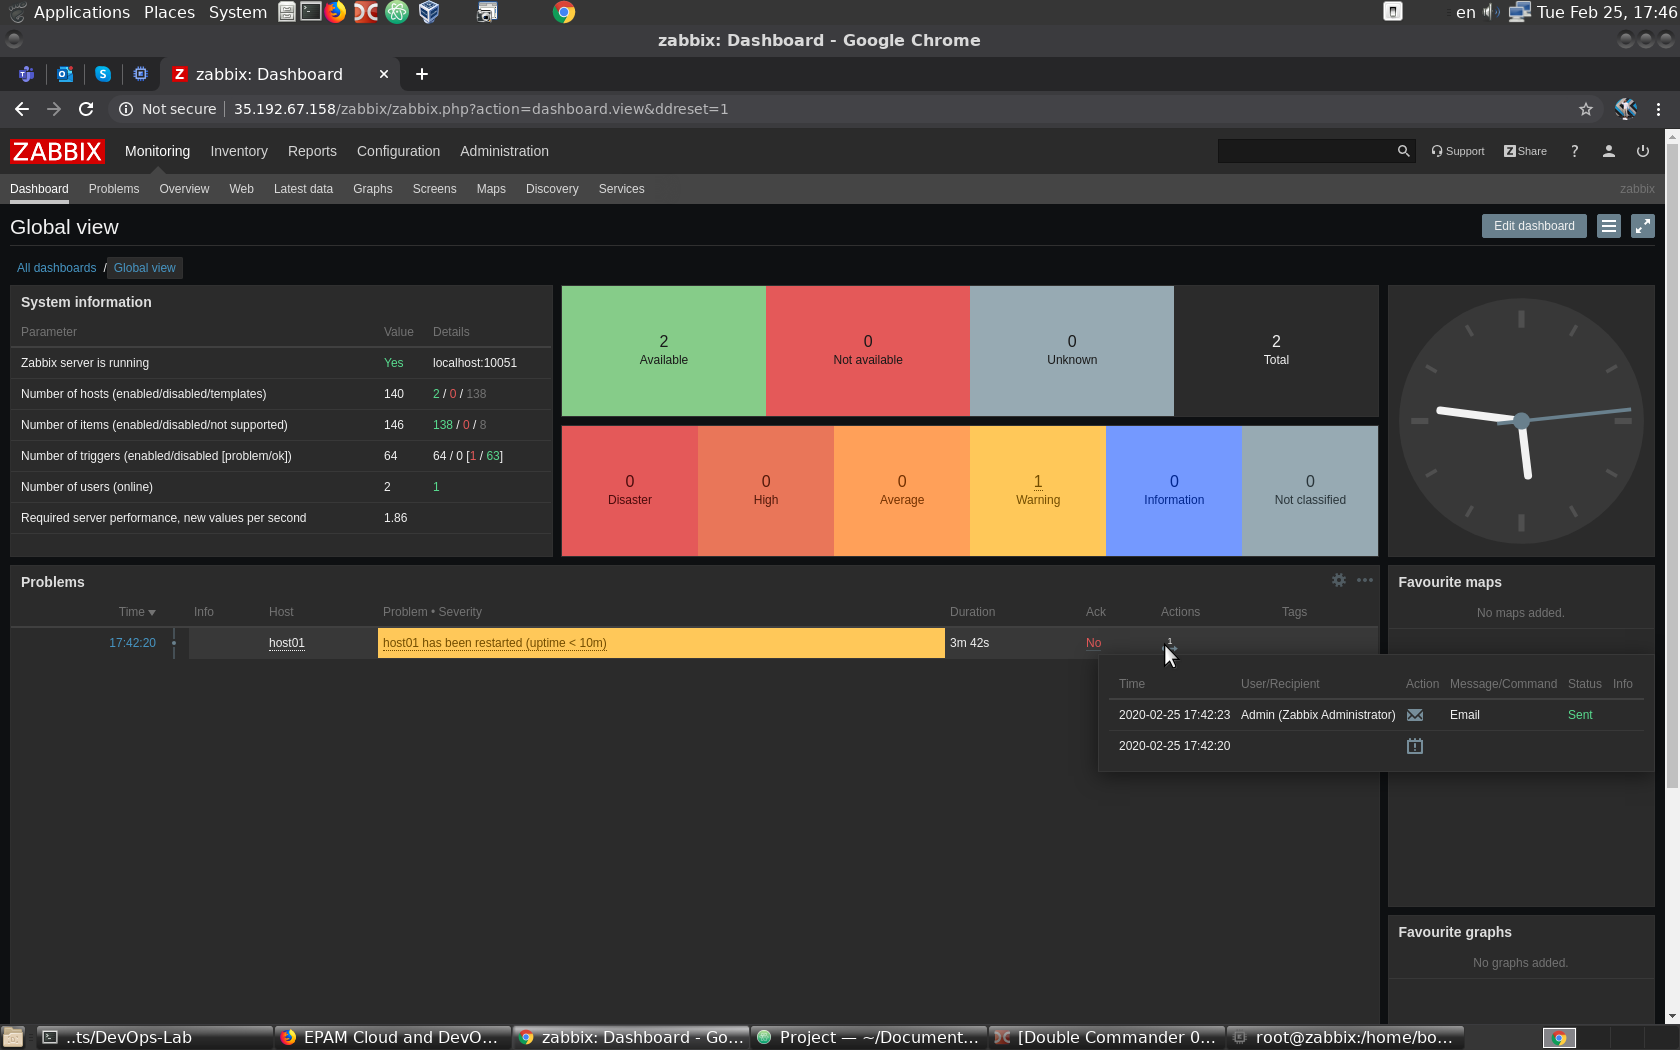 Applications Places System en Tue Feb 25, 17:46
zabbix: Dashboard - Google Chrome
zabbix: Dashboard
Not secure 35.192.67.158/zabbix/zabbix.php?action=dashboard.view&ddreset=1
ZABBIX Monitoring Inventory Reports Configuration Administration Support Z Share ?
Dashboard Problems Overview Web Latest data Graphs Screens Maps Discovery Services zabbix
Global view Edit dashboard
All dashboards / Global view
System information
Parameter Value Details
Zabbix server is running Yes localhost:10051
Number of hosts (enabled/disabled/templates) 140 2 / 0 / 138
Number of items (enabled/disabled/not supported) 146 138 / 0 / 8
Number of triggers (enabled/disabled [problem/ok]) 64 64 / 0 [1 / 63]
Number of users (online) 2 1
Required server performance, new values per second 1.86
2 0 0 2
Available Not available Unknown Total
0 0 0 1 0 0
Disaster High Average Warning Information Not classified
Problems
Time Info Host Problem • Severity Duration Ack Actions Tags
17:42:20 host01 host01 has been restarted (uptime < 10m) 3m 42s No 1
Time User/Recipient Action Message/Command Status Info
2020-02-25 17:42:23 Admin (Zabbix Administrator) Email Sent
2020-02-25 17:42:20
Favourite maps
No maps added.
Favourite graphs
No graphs added.
..ts/DevOps-Lab EPAM Cloud and DevO... zabbix: Dashboard - Go... Project — ~/Document... [Double Commander 0... root@zabbix:/home/bo...